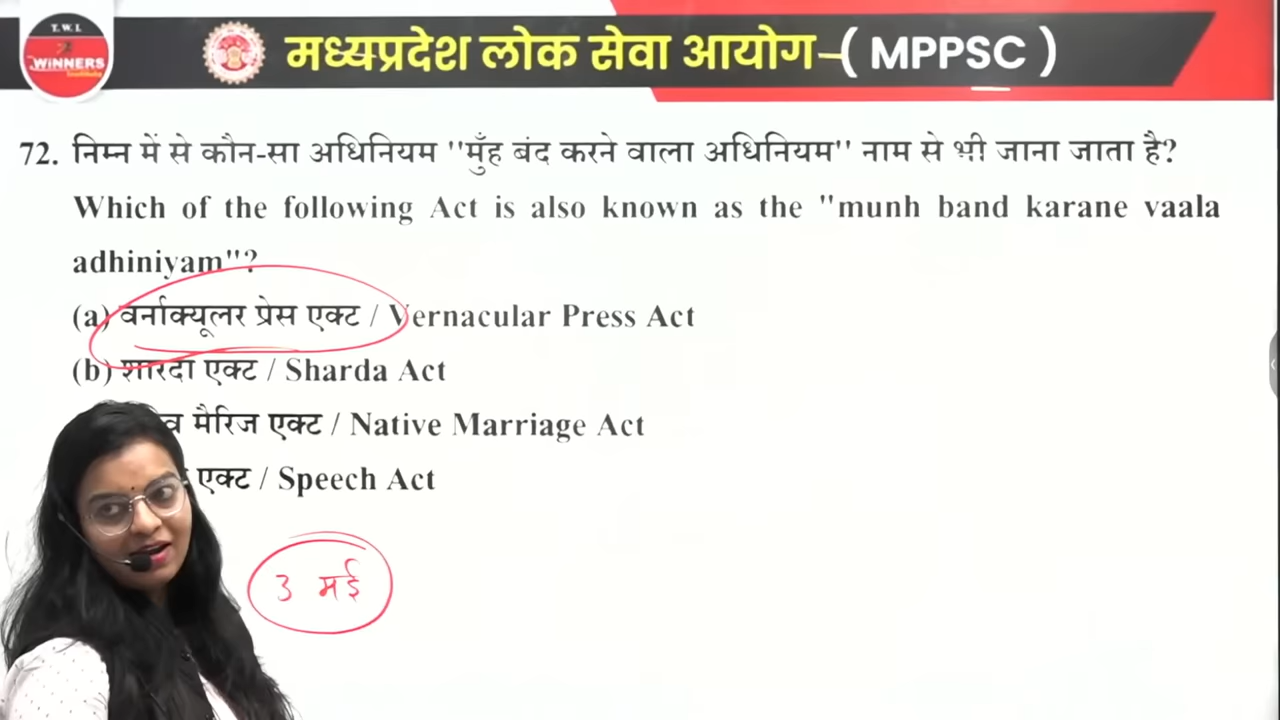 T.W.I.
WINNERS
मध्यप्रदेश लोक सेवा आयोग–( MPPSC )
72. निम्न में से कौन-सा अधिनियम "मुँह बंद करने वाला अधिनियम" नाम से भी जाना जाता है?
Which of the following Act is also known as the "munh band karane vaala
adhiniyam"?
(a) वर्नाक्यूलर प्रेस एक्ट / Vernacular Press Act
(b) शारदा एक्ट / Sharda Act
मैरिज एक्ट / Native Marriage Act
एक्ट / Speech Act
3 मई